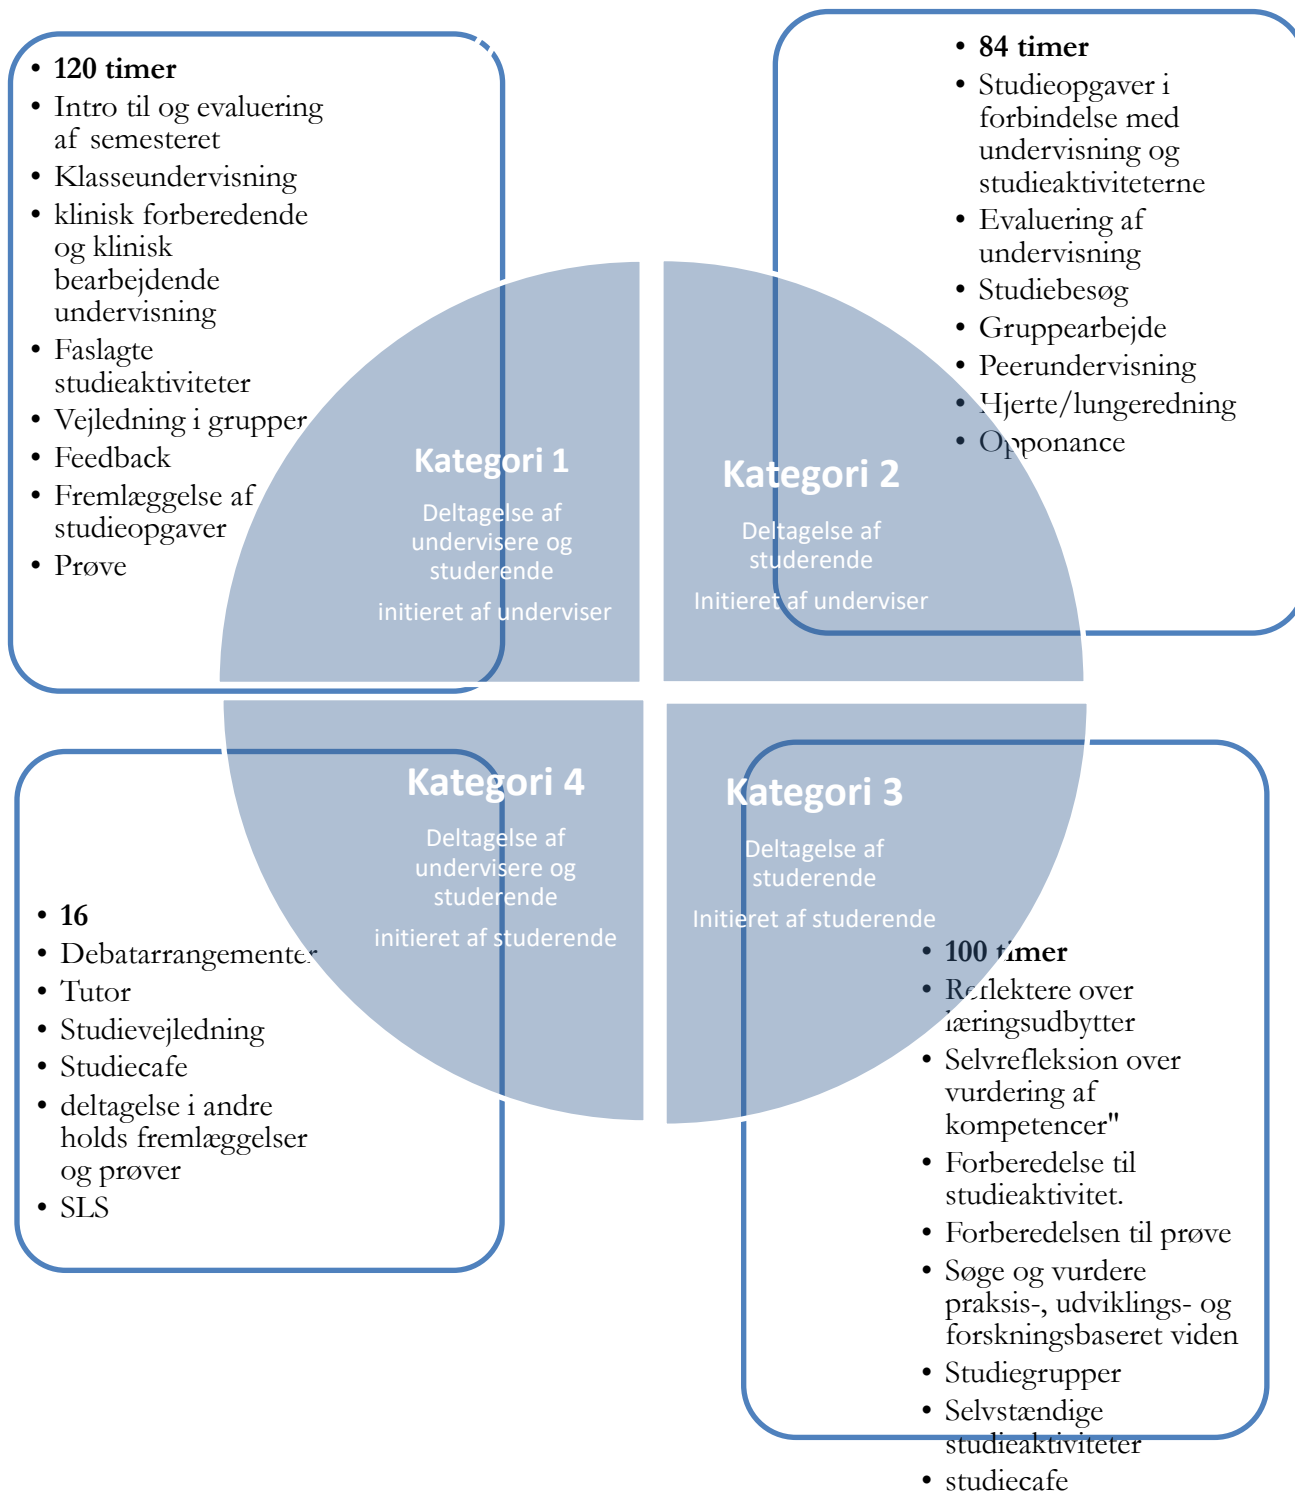 • 120 timer
• Intro til og evaluering
af semesteret
• Klasseundervisning
• klinisk forberedende
og klinisk
bearbejdende
undervisning
• Faslagte
studieaktiviteter
• Vejledning i grupper
• Feedback
• Fremlæggelse af
studieopgaver
• Prøve
• 84 timer
• Studieopgaver i
forbindelse med
undervisning og
studieaktiviteterne
• Evaluering af
undervisning
• Studiebesøg
• Gruppearbejde
• Peerundervisning
• Hjerte/lungeredning
• Opponance
Kategori 1
Deltagelse af
undervisere og
studerende
initieret af underviser
Kategori 2
Deltagelse af
studerende
Initieret af underviser
Kategori 4
Deltagelse af
undervisere og
studerende
initieret af studerende
Kategori 3
Deltagelse af
studerende
Initieret af studerende
• 16
• Debatarrangementer
• Tutor
• Studievejledning
• Studiecafe
• deltagelse i andre
holds fremlæggelser
og prøver
• SLS
• 100 timer
• Reflektere over
læringsudbytter
• Selvrefleksion over
vurdering af
kompetencer"
• Forberedelse til
studieaktivitet.
• Forberedelsen til prøve
• Søge og vurdere
praksis-, udviklings- og
forskningsbaseret viden
• Studiegrupper
• Selvstændige
studieaktiviteter
• studiecafe